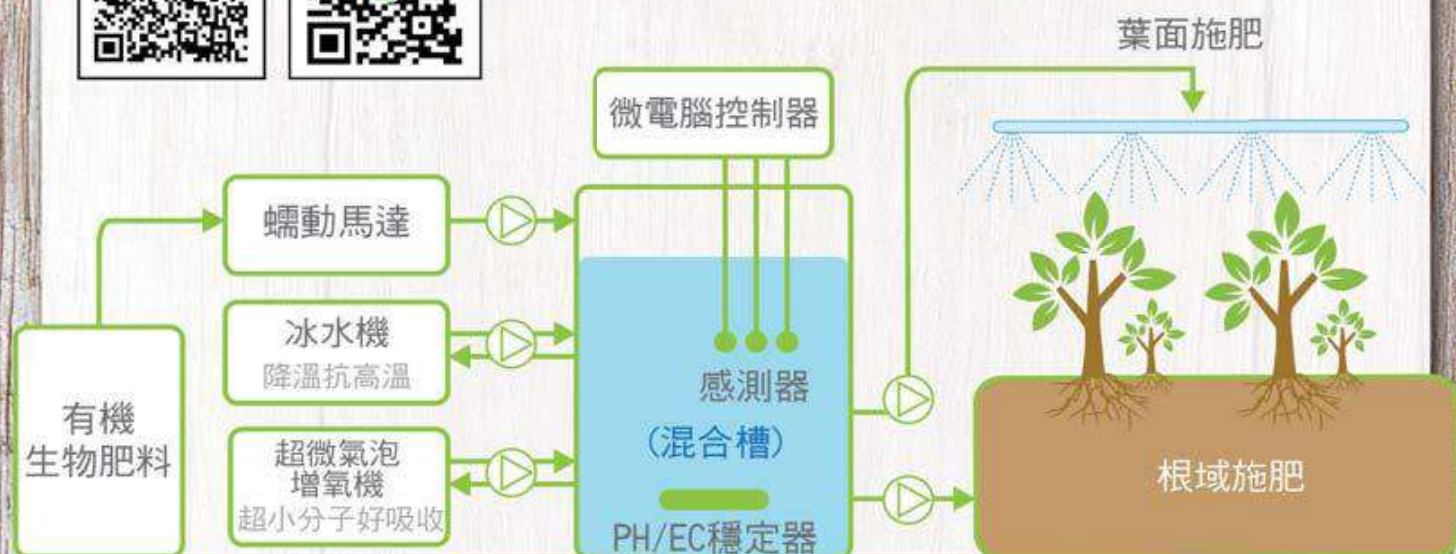 葉面施肥
微電腦控制器
蠕動馬達
冰水機
降溫抗高溫
有機
生物肥料
超微氣泡
增氧機
超小分子好吸收
感測器
(混合槽)
PH/EC穩定器
根域施肥